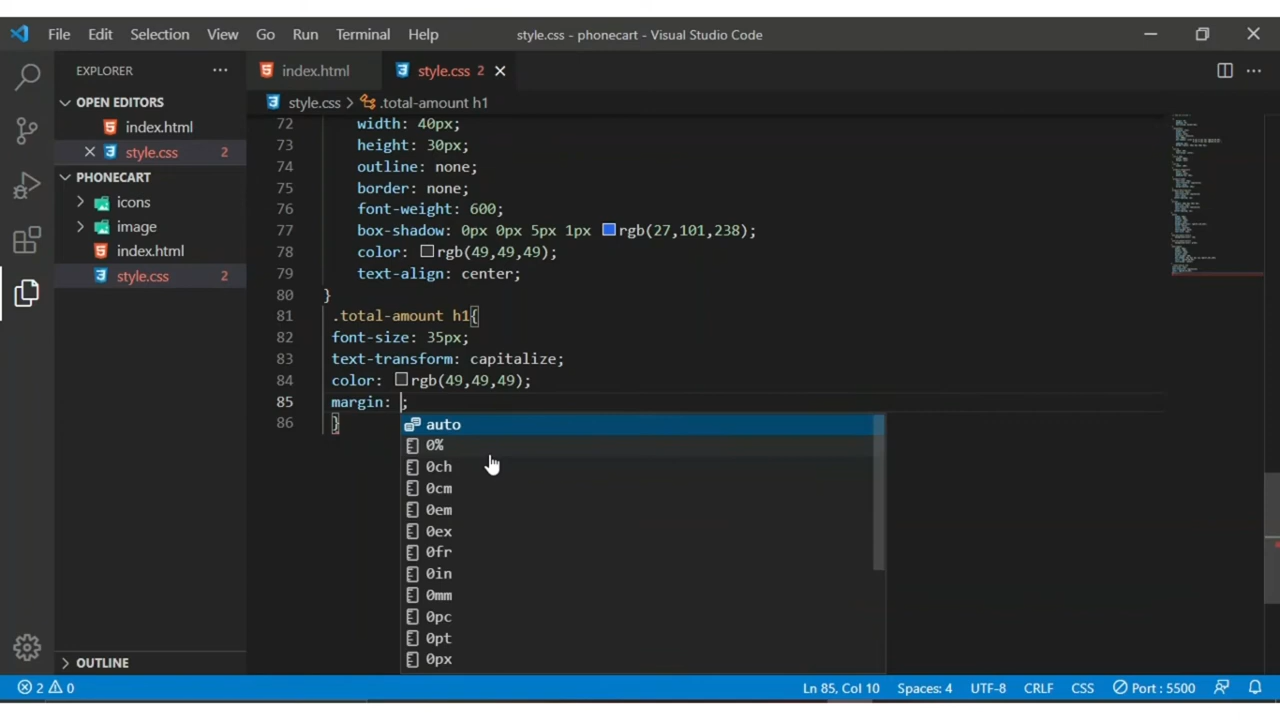 File Edit Selection View Go Run Terminal Help style.css - phonecart - Visual Studio Code
EXPLORER
OPEN EDITORS
index.html
style.css 2
PHONECART
icons
image
index.html
style.css 2
OUTLINE
index.html style.css 2
style.css > .total-amount h1
72 width: 40px;
73 height: 30px;
74 outline: none;
75 border: none;
76 font-weight: 600;
77 box-shadow: 0px 0px 5px 1px rgb(27,101,238);
78 color: rgb(49,49,49);
79 text-align: center;
80 }
81 .total-amount h1{
82 font-size: 35px;
83 text-transform: capitalize;
84 color: rgb(49,49,49);
85 margin: ;
86 }
auto
0%
0ch
0cm
0em
0ex
0fr
0in
0mm
0pc
0pt
0px
2 0 Ln 85, Col 10 Spaces: 4 UTF-8 CRLF CSS Port : 5500